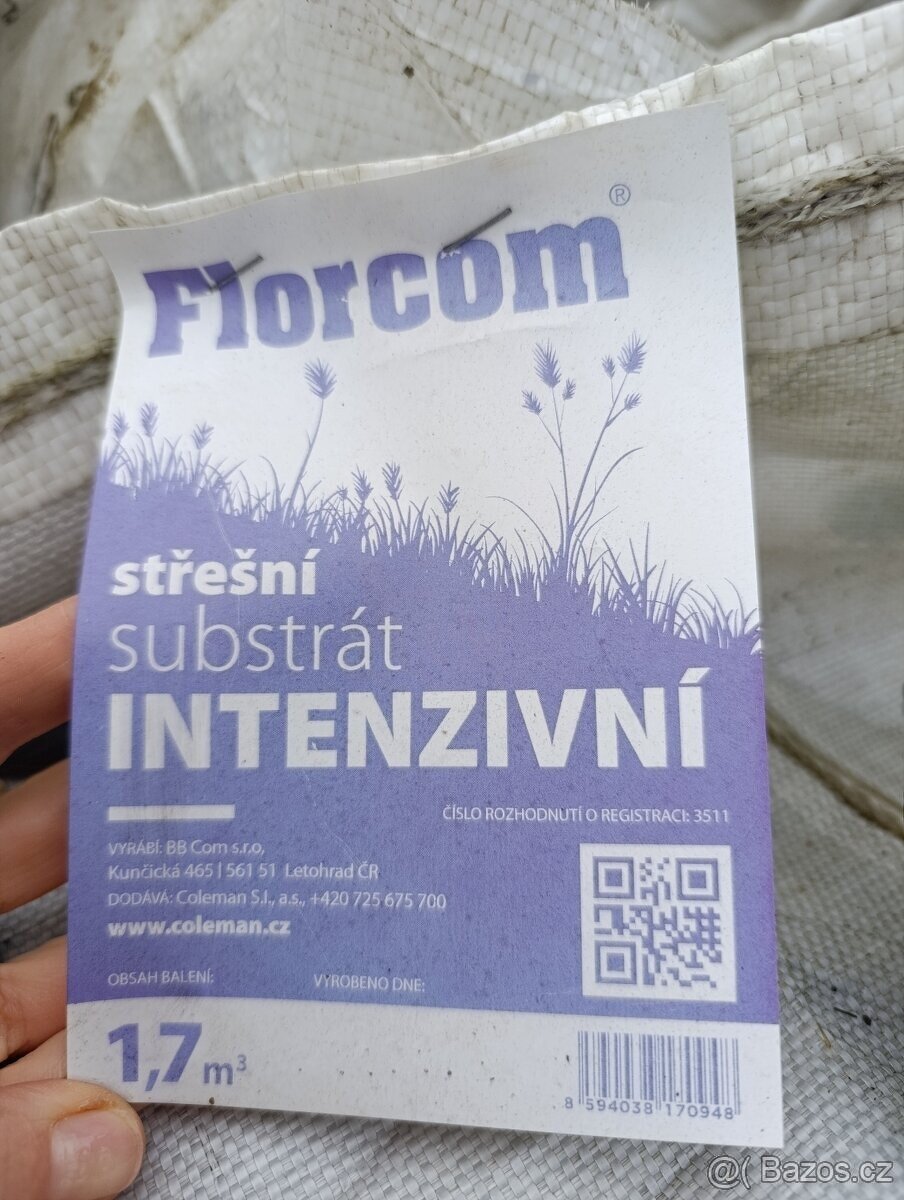 Florcom®
střešní
substrát
INTENZIVNÍ
ČÍSLO ROZHODNUTÍ O REGISTRACI: 3511
VYRÁBÍ: BB Com s.r.o,
Kunčická 465 | 561 51 Letohrad ČR
DODÁVÁ: Coleman S.I., a.s., +420 725 675 700
www.coleman.cz
OBSAH BALENÍ:
VYROBENO DNE:
1,7 m³
8 594038 170948
@( Bazos.cz